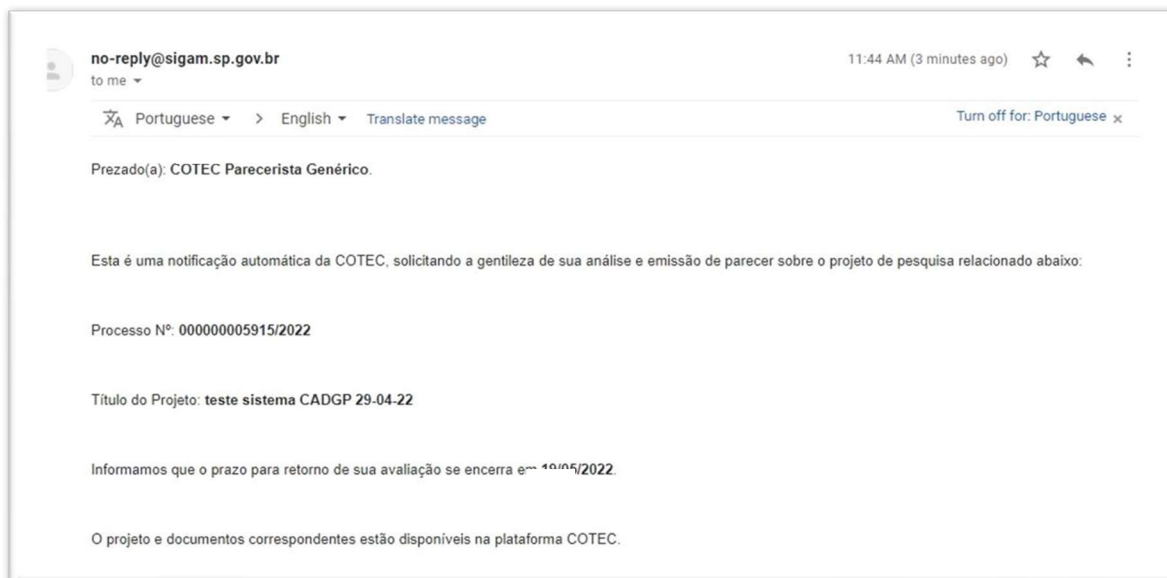 no-reply@sigam.sp.gov.br
11:44 AM (3 minutes ago)
to me
Portuguese > English Translate message
Turn off for: Portuguese x
Prezado(a): COTEC Parecerista Genérico.
Esta é uma notificação automática da COTEC, solicitando a gentileza de sua análise e emissão de parecer sobre o projeto de pesquisa relacionado abaixo:
Processo Nº: 000000005915/2022
Título do Projeto: teste sistema CADGP 29-04-22
Informamos que o prazo para retorno de sua avaliação se encerra em 19/05/2022.
O projeto e documentos correspondentes estão disponíveis na plataforma COTEC.